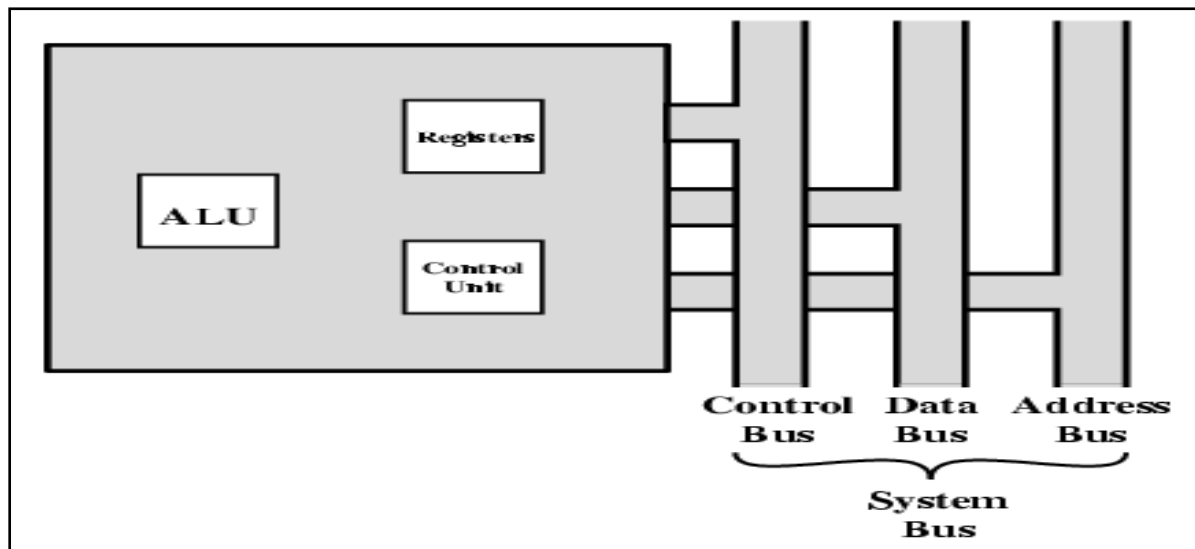 Registers
ALU
Control
Unit
Control Data Address
Bus Bus Bus
System
Bus